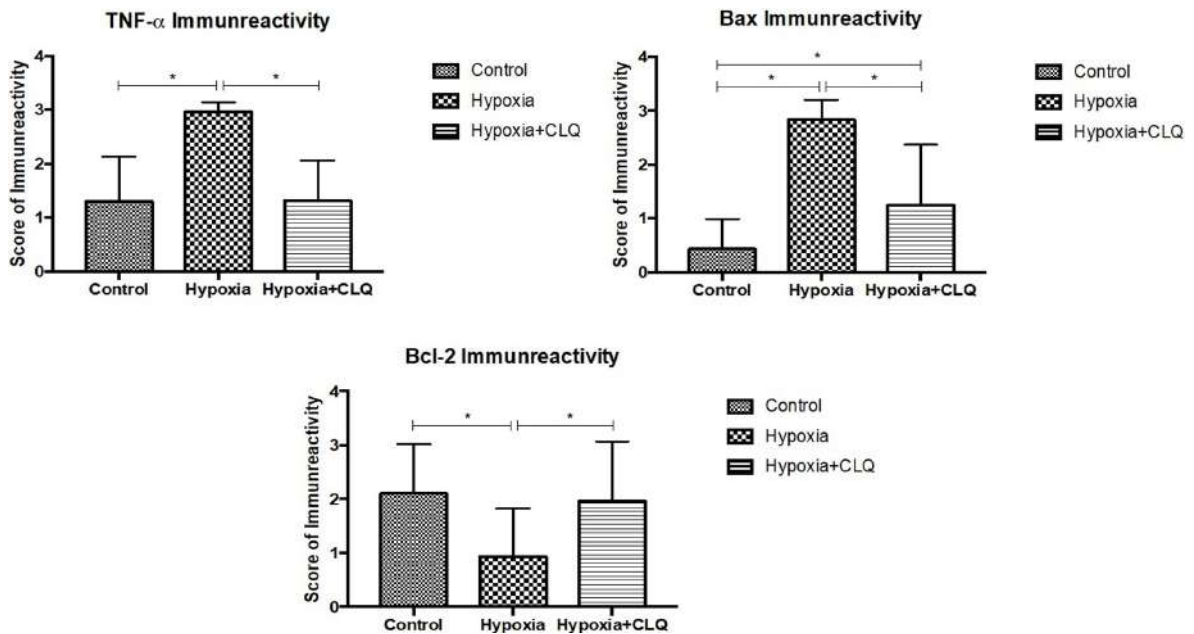 TNF-α Immunreactivity
Score of Immunreactivity
4
3
2
1
0
*
*
Control
Hypoxia
Hypoxia+CLQ
Control
Hypoxia
Hypoxia+CLQ
Bax Immunreactivity
Score of Immunreactivity
4
3
2
1
0
*
*
*
Control
Hypoxia
Hypoxia+CLQ
Control
Hypoxia
Hypoxia+CLQ
Bcl-2 Immunreactivity
Score of Immunreactivity
4
3
2
1
0
*
*
Control
Hypoxia
Hypoxia+CLQ
Control
Hypoxia
Hypoxia+CLQ